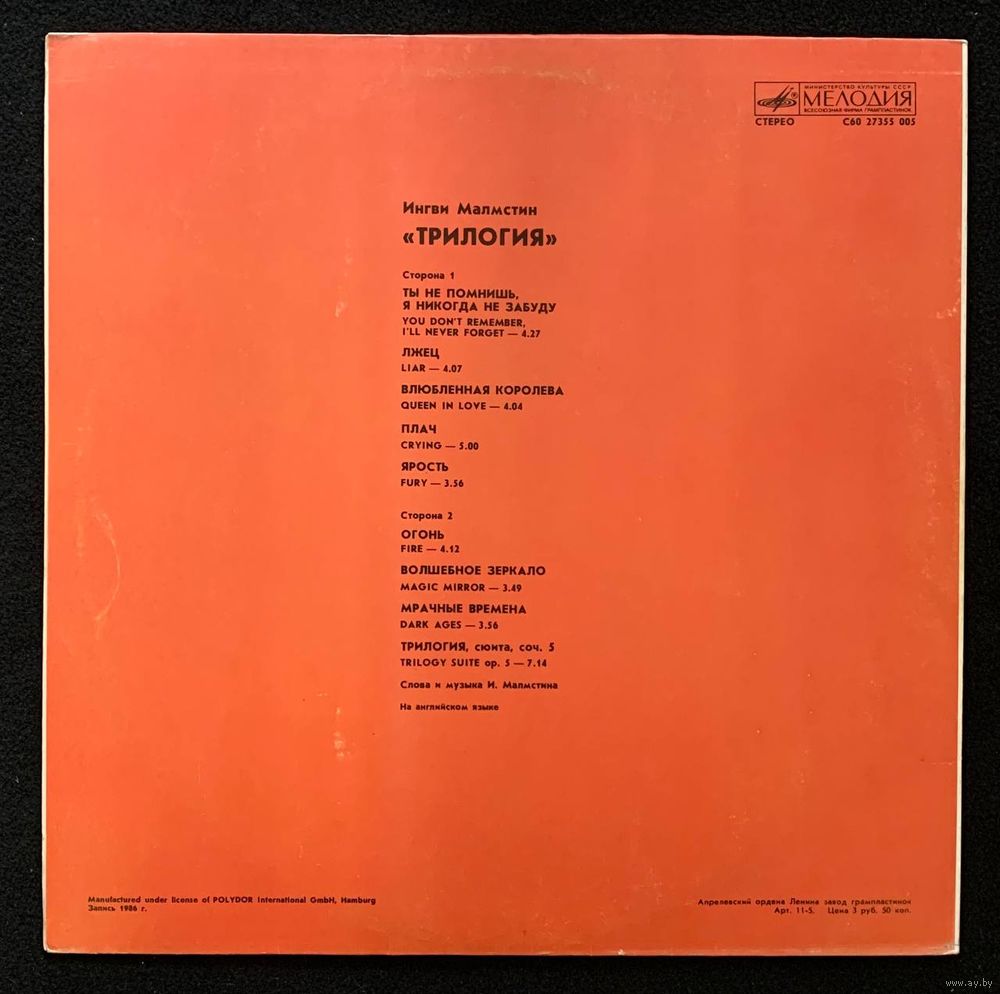 МИНИСТЕРСТВО КУЛЬТУРЫ СССР
МЕЛОДИЯ
ВСЕСОЮЗНАЯ ФИРМА ГРАМПЛАСТИНОК
СТЕРЕО С60 27355 005
Ингви Малмстин
«ТРИЛОГИЯ»
Сторона 1
ТЫ НЕ ПОМНИШЬ,
Я НИКОГДА НЕ ЗАБУДУ
YOU DON'T REMEMBER,
I'LL NEVER FORGET — 4.27
ЛЖЕЦ
LIAR — 4.07
ВЛЮБЛЕННАЯ КОРОЛЕВА
QUEEN IN LOVE — 4.04
ПЛАЧ
CRYING — 5.00
ЯРОСТЬ
FURY — 3.56
Сторона 2
ОГОНЬ
FIRE — 4.12
ВОЛШЕБНОЕ ЗЕРКАЛО
MAGIC MIRROR — 3.49
МРАЧНЫЕ ВРЕМЕНА
DARK AGES — 3.56
ТРИЛОГИЯ, сюита, соч. 5
TRILOGY SUITE op. 5 — 7.14
Слова и музыка И. Малмстина
На английском языке
Manufactured under license of POLYDOR International GmbH, Hamburg
Запись 1986 г.
Апрелевский ордена Ленина завод грампластинок
Арт. 11-5. Цена 3 руб. 50 коп.
www.ay.by